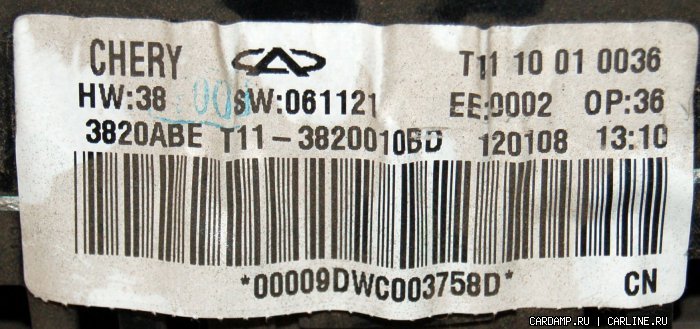 CHERY T11 10 01 0036
HW:38 SW:061121 EE:0002 OP:36
3820ABE T11-3820010BD 120108 13:10
*00009DWC003758D* CN
CARDAMP.RU | CARLINE.RU